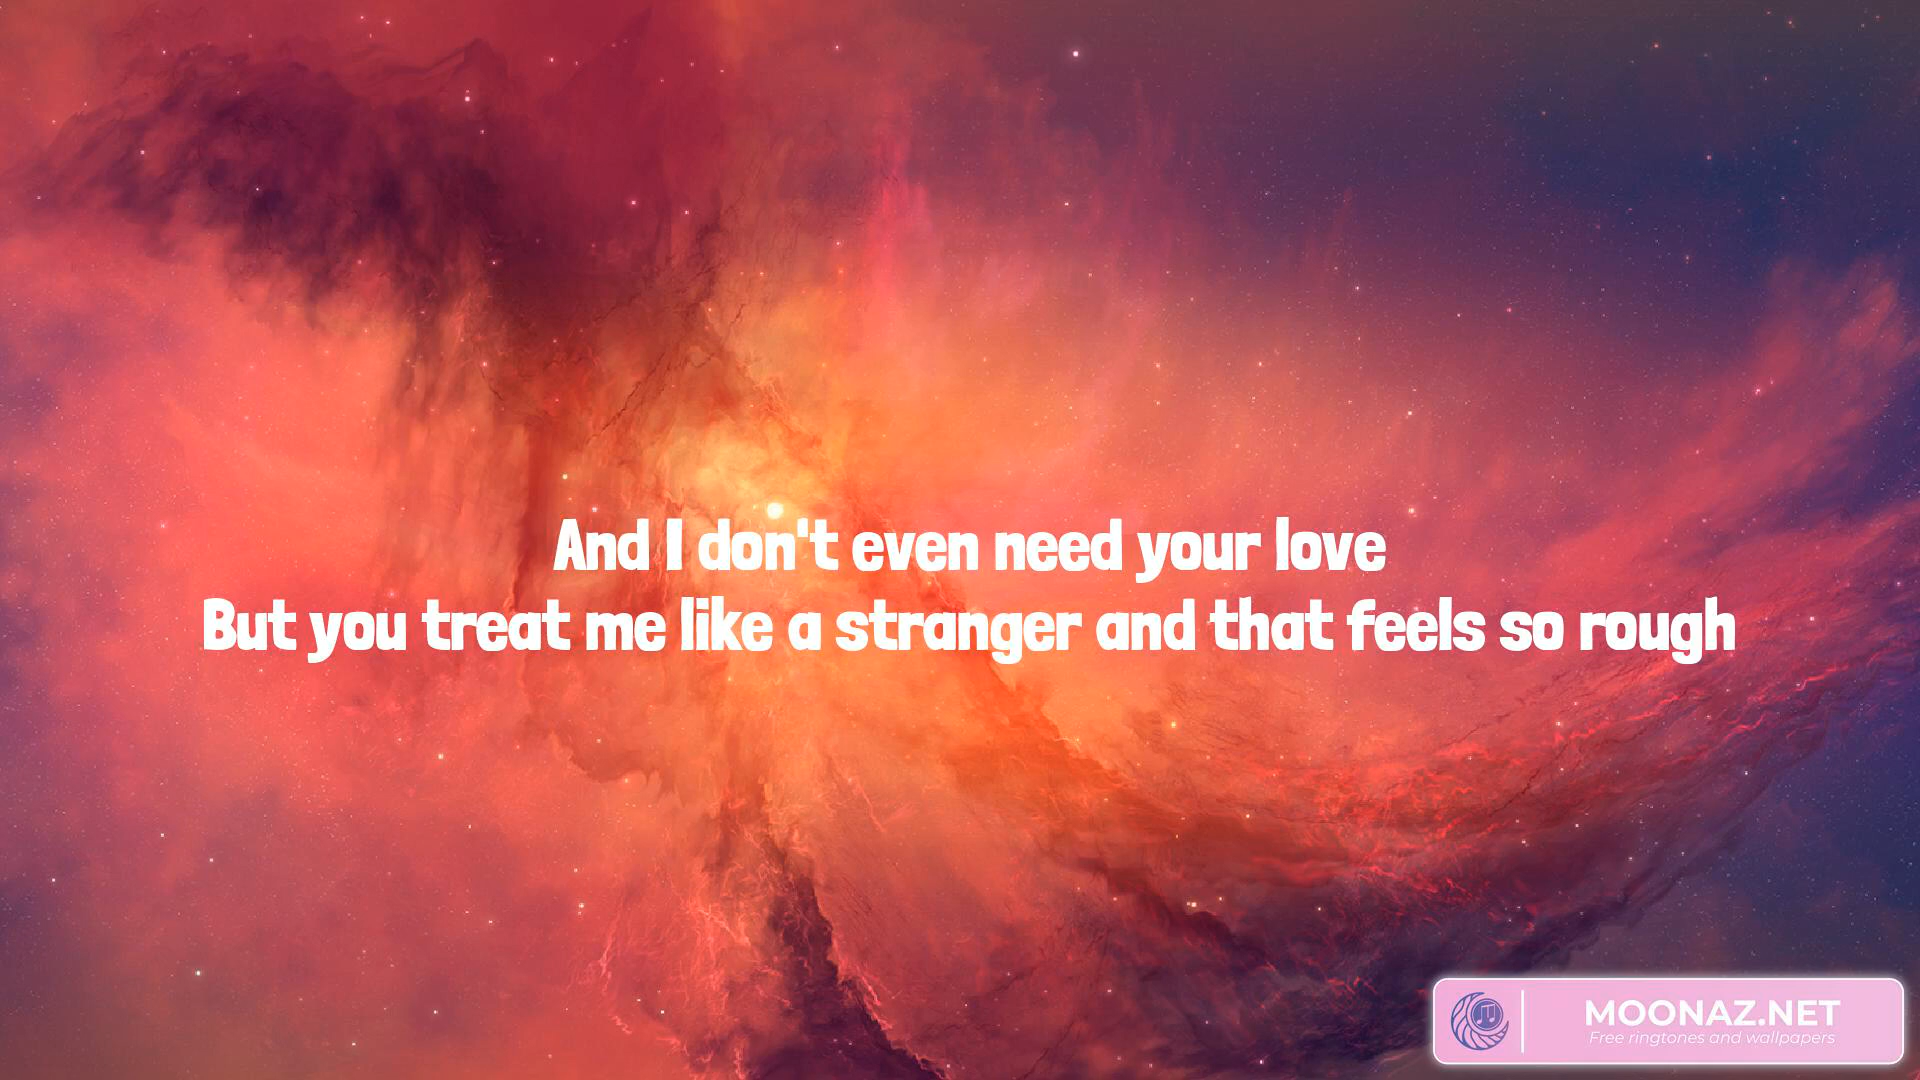 And I don't even need your love
But you treat me like a stranger and that feels so rough
MOONAZ.NET
Free ringtones and wallpapers